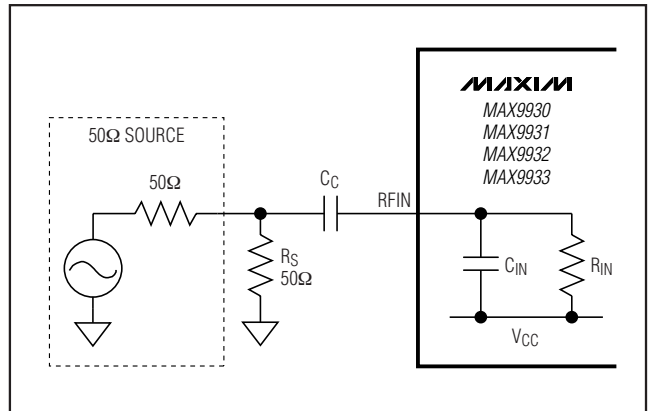 MAXIM
MAX9930
MAX9931
MAX9932
MAX9933
50Ω SOURCE
50Ω
CC
RFIN
RS
50Ω
CIN
RIN
VCC